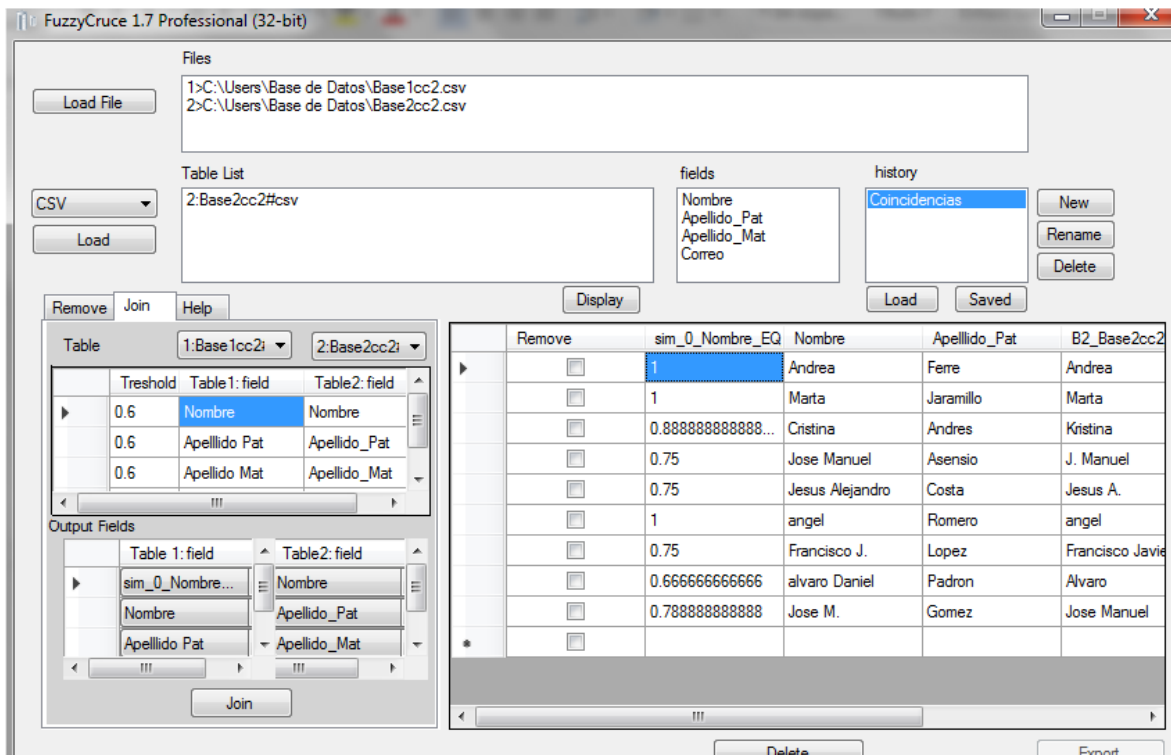 FuzzyCruce 1.7 Professional (32-bit)
Files
Load File
1>C:\Users\Base de Datos\Base1cc2.csv
2>C:\Users\Base de Datos\Base2cc2.csv
Table List
fields
history
CSV
Load
2:Base2cc2#csv
Nombre
Apellido_Pat
Apellido_Mat
Correo
Coincidencias
New
Rename
Delete
Display
Load
Saved
Remove
Join
Help
Table
1:Base1cc2
2:Base2cc2
Treshold Table1: field Table2: field
0.6 Nombre Nombre
0.6 Apelllido Pat Apellido_Pat
0.6 Apellido Mat Apellido_Mat
Output Fields
Table 1: field Table2: field
sim_0_Nombre... Nombre
Nombre Apellido_Pat
Apelllido Pat Apellido_Mat
Join
Remove sim_0_Nombre_EQ Nombre Apelllido_Pat B2_Base2cc2
1 Andrea Ferre Andrea
1 Marta Jaramillo Marta
0.888888888888... Cristina Andres Kristina
0.75 Jose Manuel Asensio J. Manuel
0.75 Jesus Alejandro Costa Jesus A.
1 angel Romero angel
0.75 Francisco J. Lopez Francisco Javie
0.666666666666 alvaro Daniel Padron Alvaro
0.788888888888 Jose M. Gomez Jose Manuel
Delete
Export